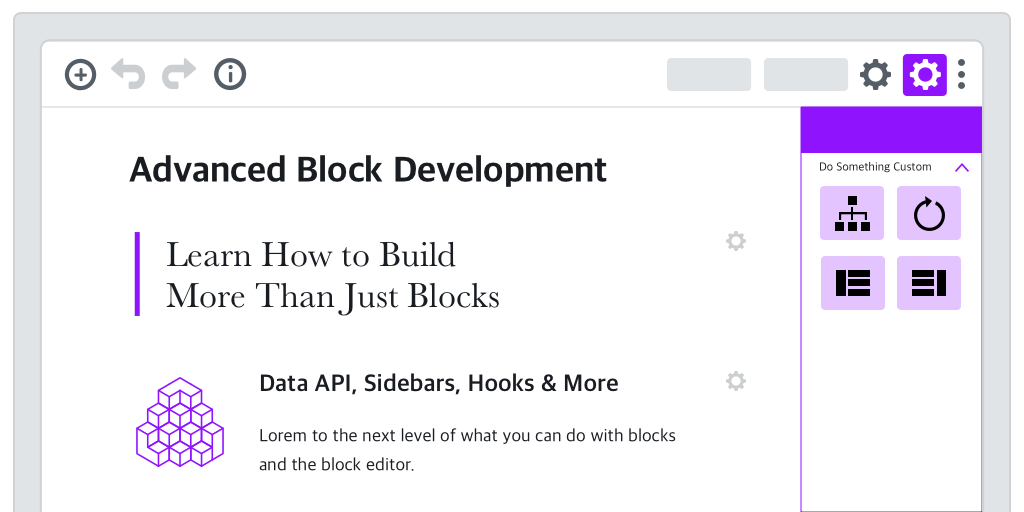 Advanced Block Development
Do Something Custom
Learn How to Build
More Than Just Blocks
Data API, Sidebars, Hooks & More
Lorem to the next level of what you can do with blocks
and the block editor.